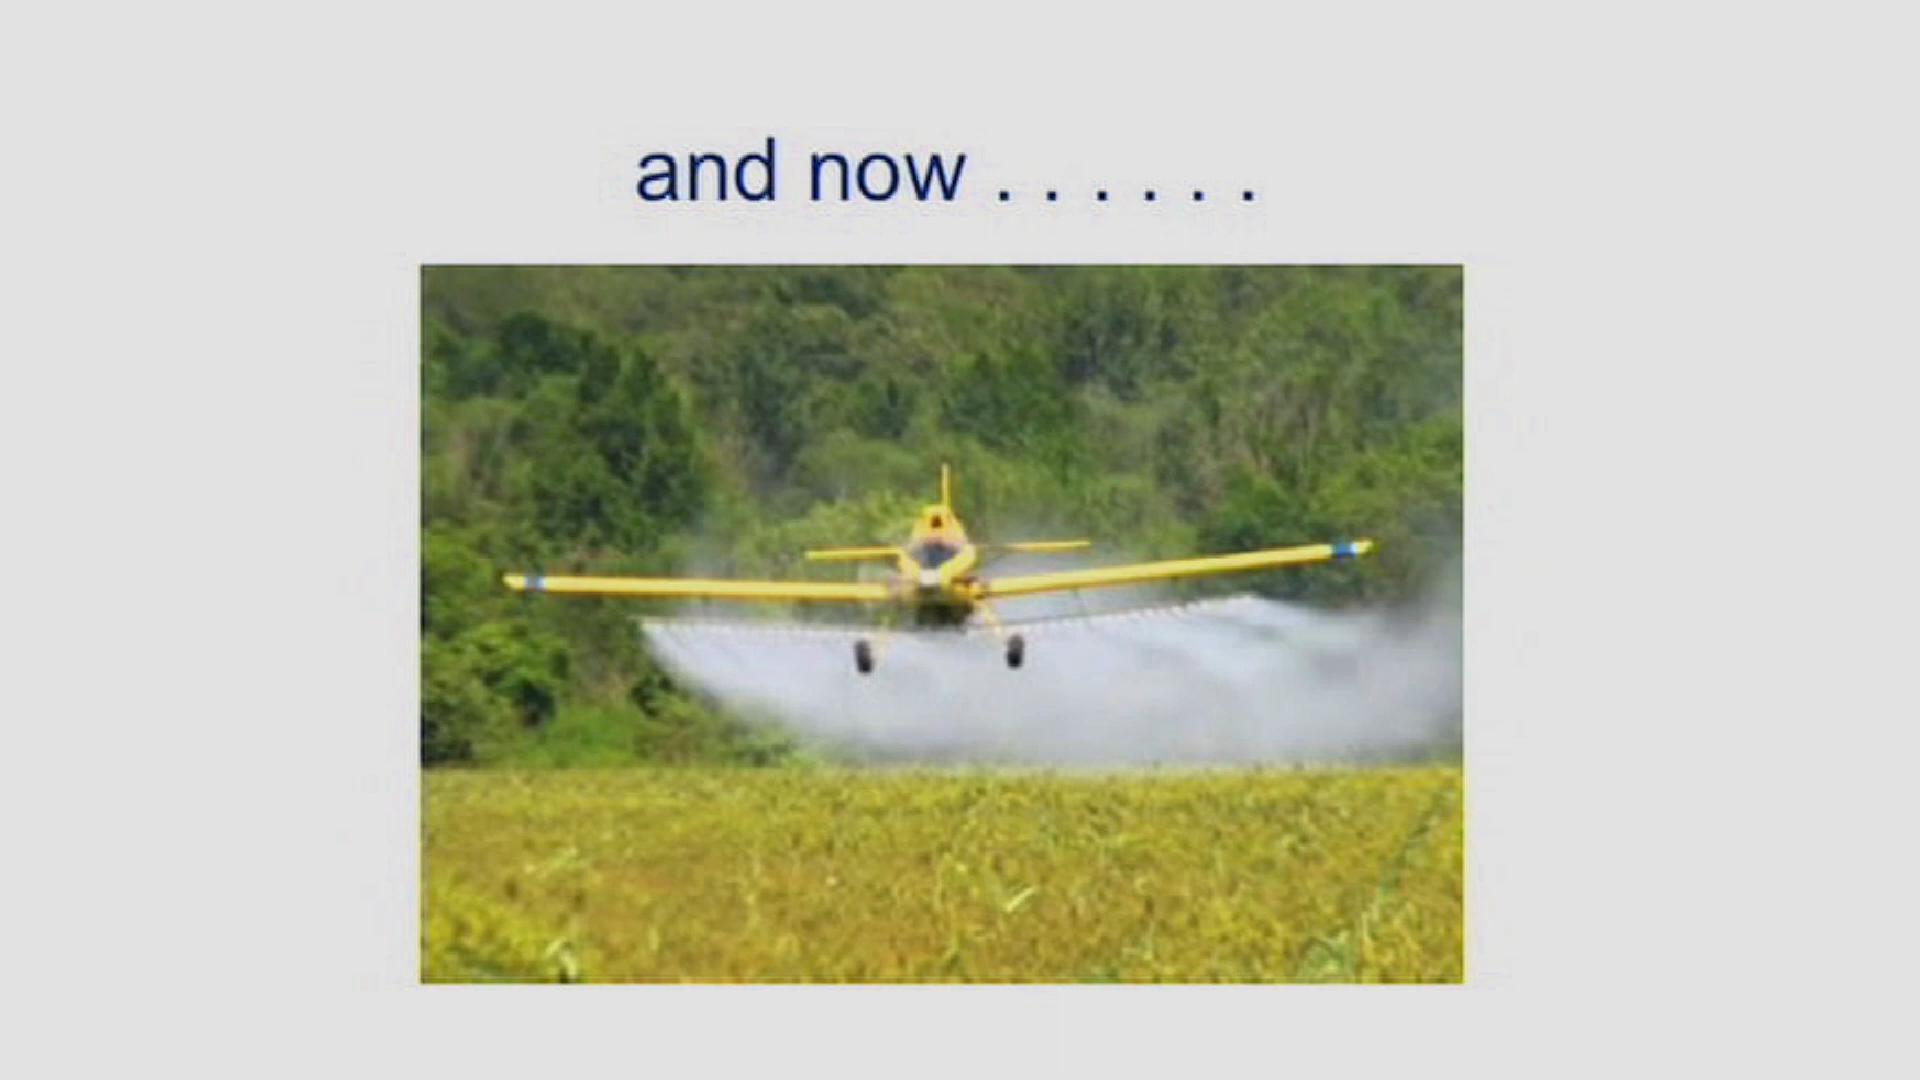 and now . . . . . .